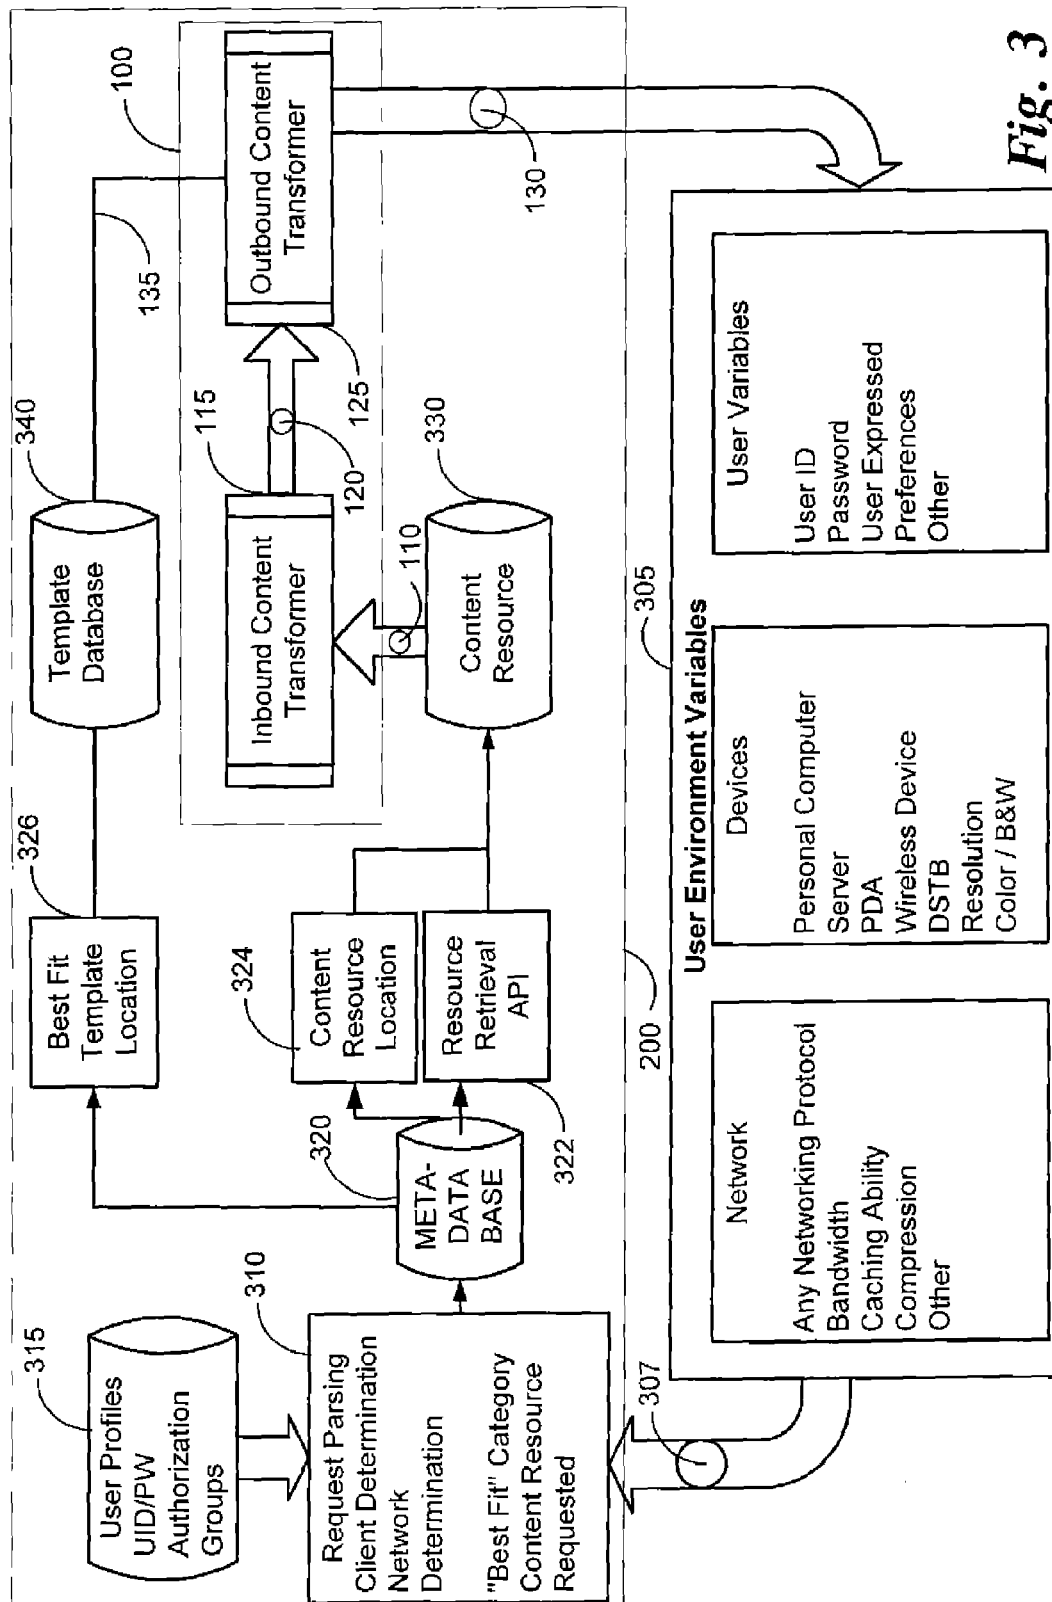 315
User Profiles
UID/PW
Authorization
Groups
310
Request Parsing
Client Determination
Network
Determination
"Best Fit" Category
Content Resource
Requested
307
320
META-
DATA
BASE
326
Best Fit
Template
Location
324
Content
Resource
Location
Resource
Retrieval
API
322
340
Template
Database
135
100
115
Inbound Content
Transformer
120
125
Outbound Content
Transformer
110
330
Content
Resource
130
200
305
User Environment Variables
Network
Any Networking Protocol
Bandwidth
Caching Ability
Compression
Other
Devices
Personal Computer
Server
PDA
Wireless Device
DSTB
Resolution
Color / B&W
User Variables
User ID
Password
User Expressed
Preferences
Other
Fig. 3